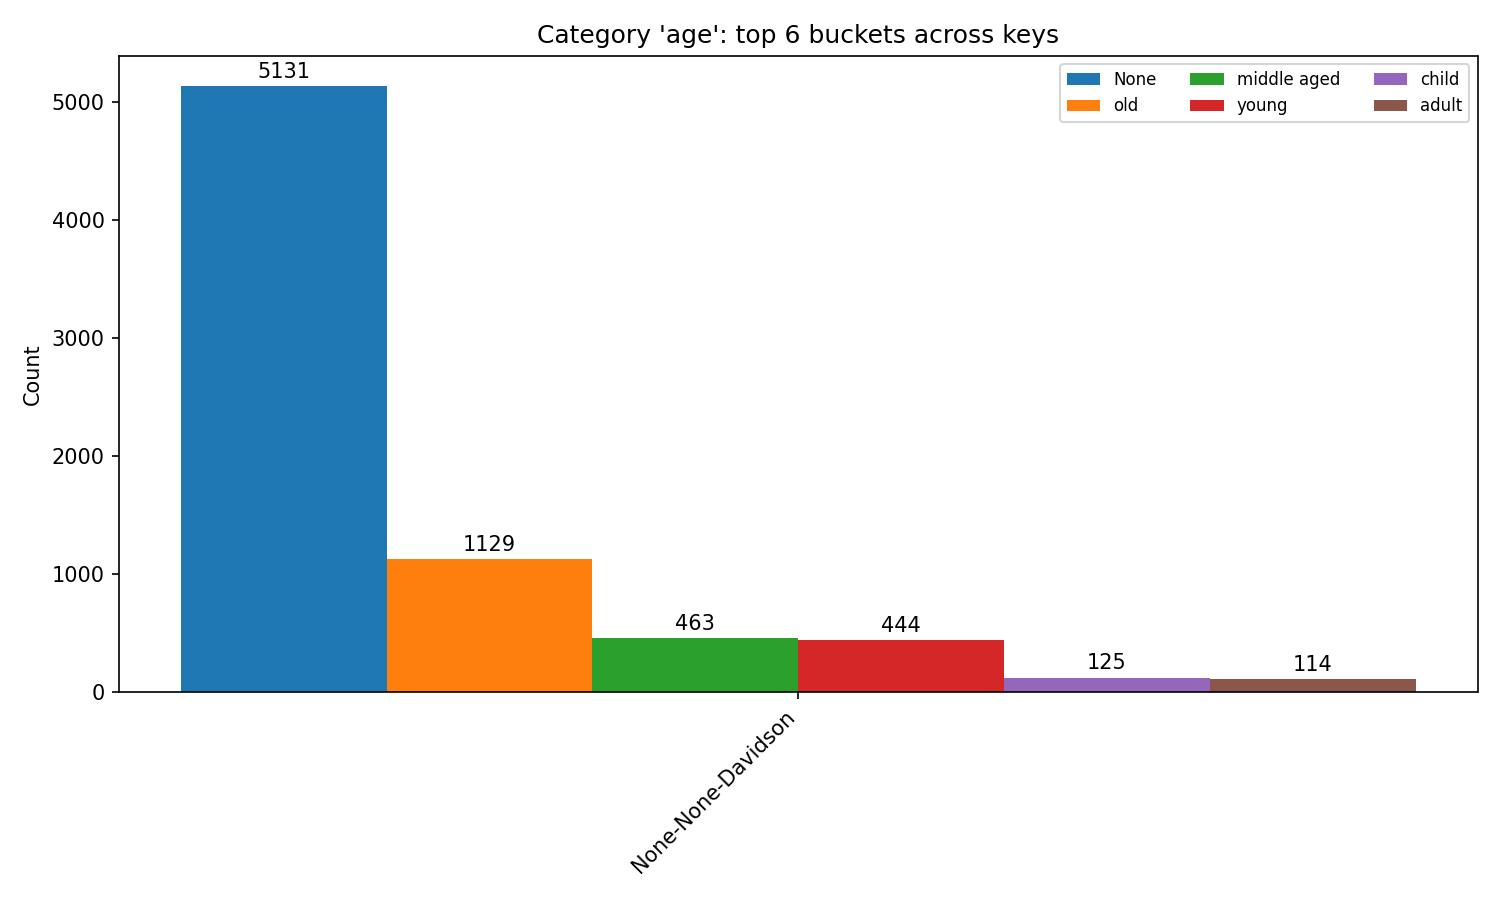 Category 'age': top 6 buckets across keys
None
middle aged
child
old
young
adult
Count
5000
4000
3000
2000
1000
0
5131
1129
463
444
125
114
None-None-Davidson